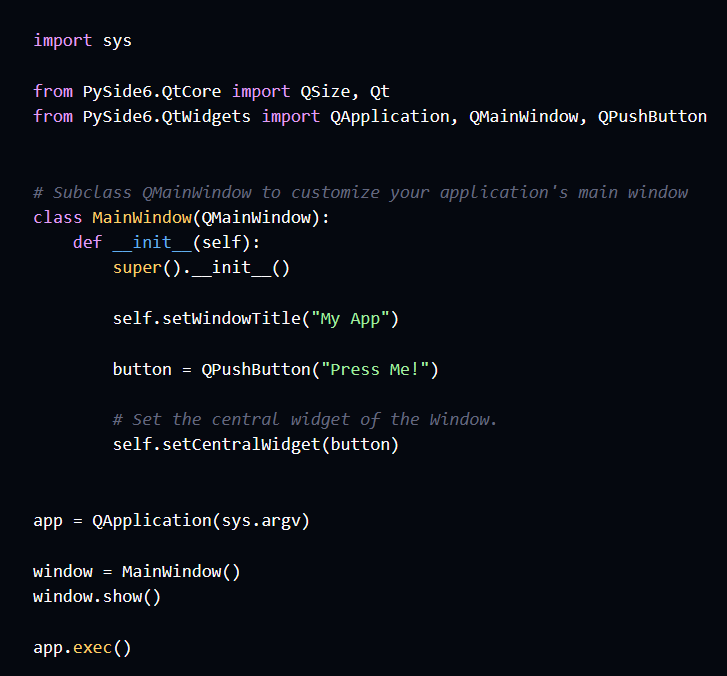 import sys

from PySide6.QtCore import QSize, Qt
from PySide6.QtWidgets import QApplication, QMainWindow, QPushButton


# Subclass QMainWindow to customize your application's main window
class MainWindow(QMainWindow):
    def __init__(self):
        super().__init__()

        self.setWindowTitle("My App")

        button = QPushButton("Press Me!")

        # Set the central widget of the Window.
        self.setCentralWidget(button)


app = QApplication(sys.argv)

window = MainWindow()
window.show()

app.exec()